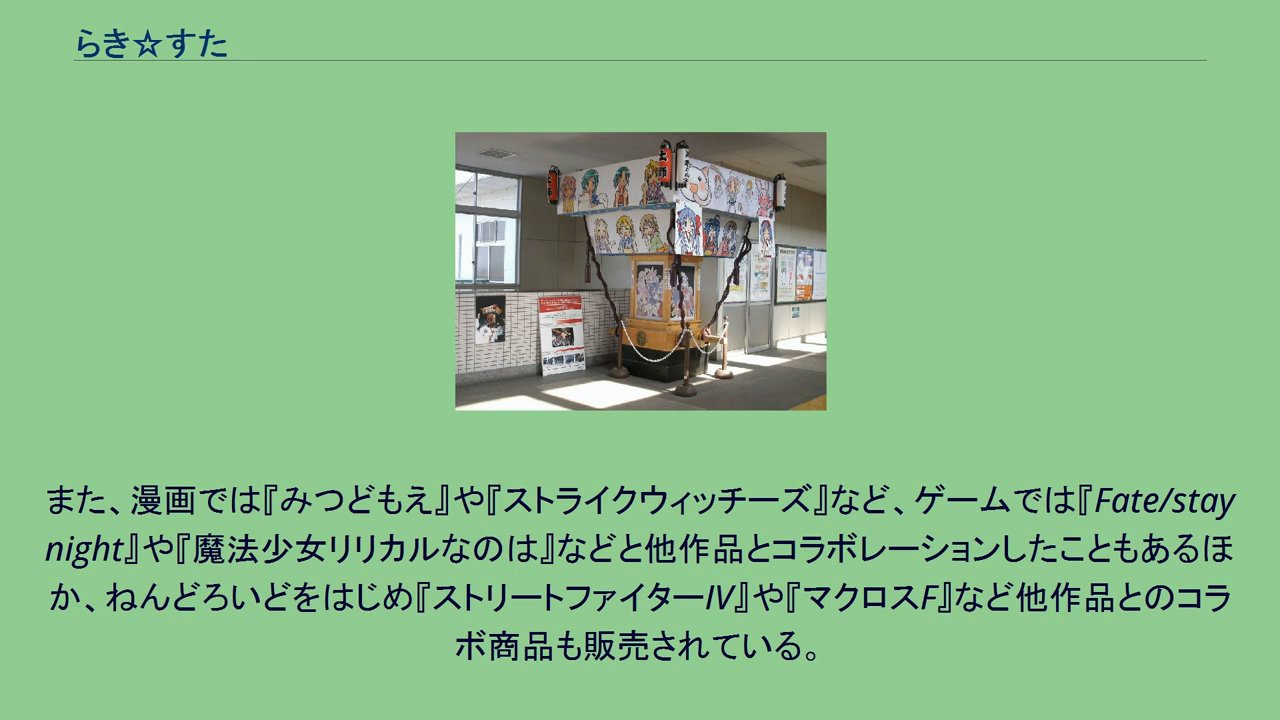 らき☆すた
また、漫画では『みつどもえ』や『ストライクウィッチーズ』など、ゲームでは『Fate/stay
night』や『魔法少女リリカルなのは』などと他作品とコラボレーションしたこともあるほ
か、ねんどろいどをはじめ『ストリートファイターIV』や『マクロスF』など他作品とのコラ
ボ商品も販売されている。